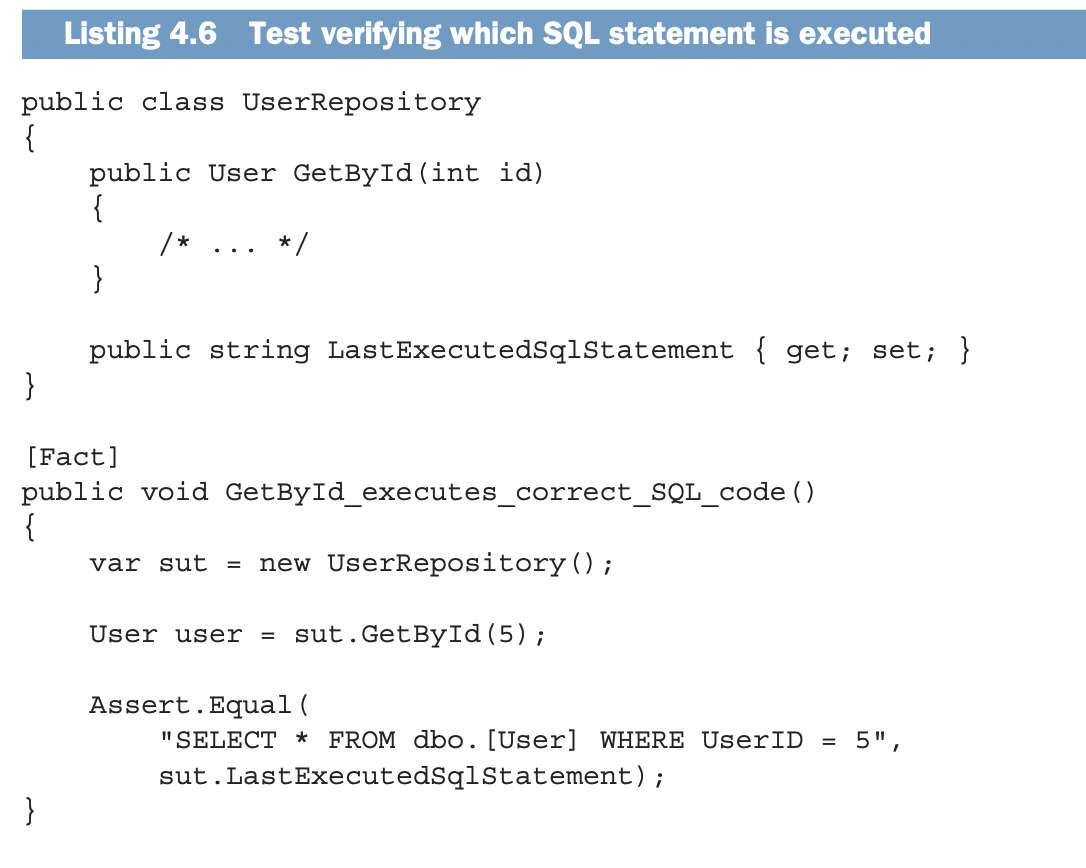 Listing 4.6 Test verifying which SQL statement is executed
public class UserRepository
{
    public User GetById(int id)
    {
        /* ... */
    }
    public string LastExecutedSqlStatement { get; set; }
}
[Fact]
public void GetById_executes_correct_SQL_code()
{
    var sut = new UserRepository();
    User user = sut.GetById(5);
    Assert.Equal(
        "SELECT * FROM dbo.[User] WHERE UserID = 5",
        sut.LastExecutedSqlStatement);
}